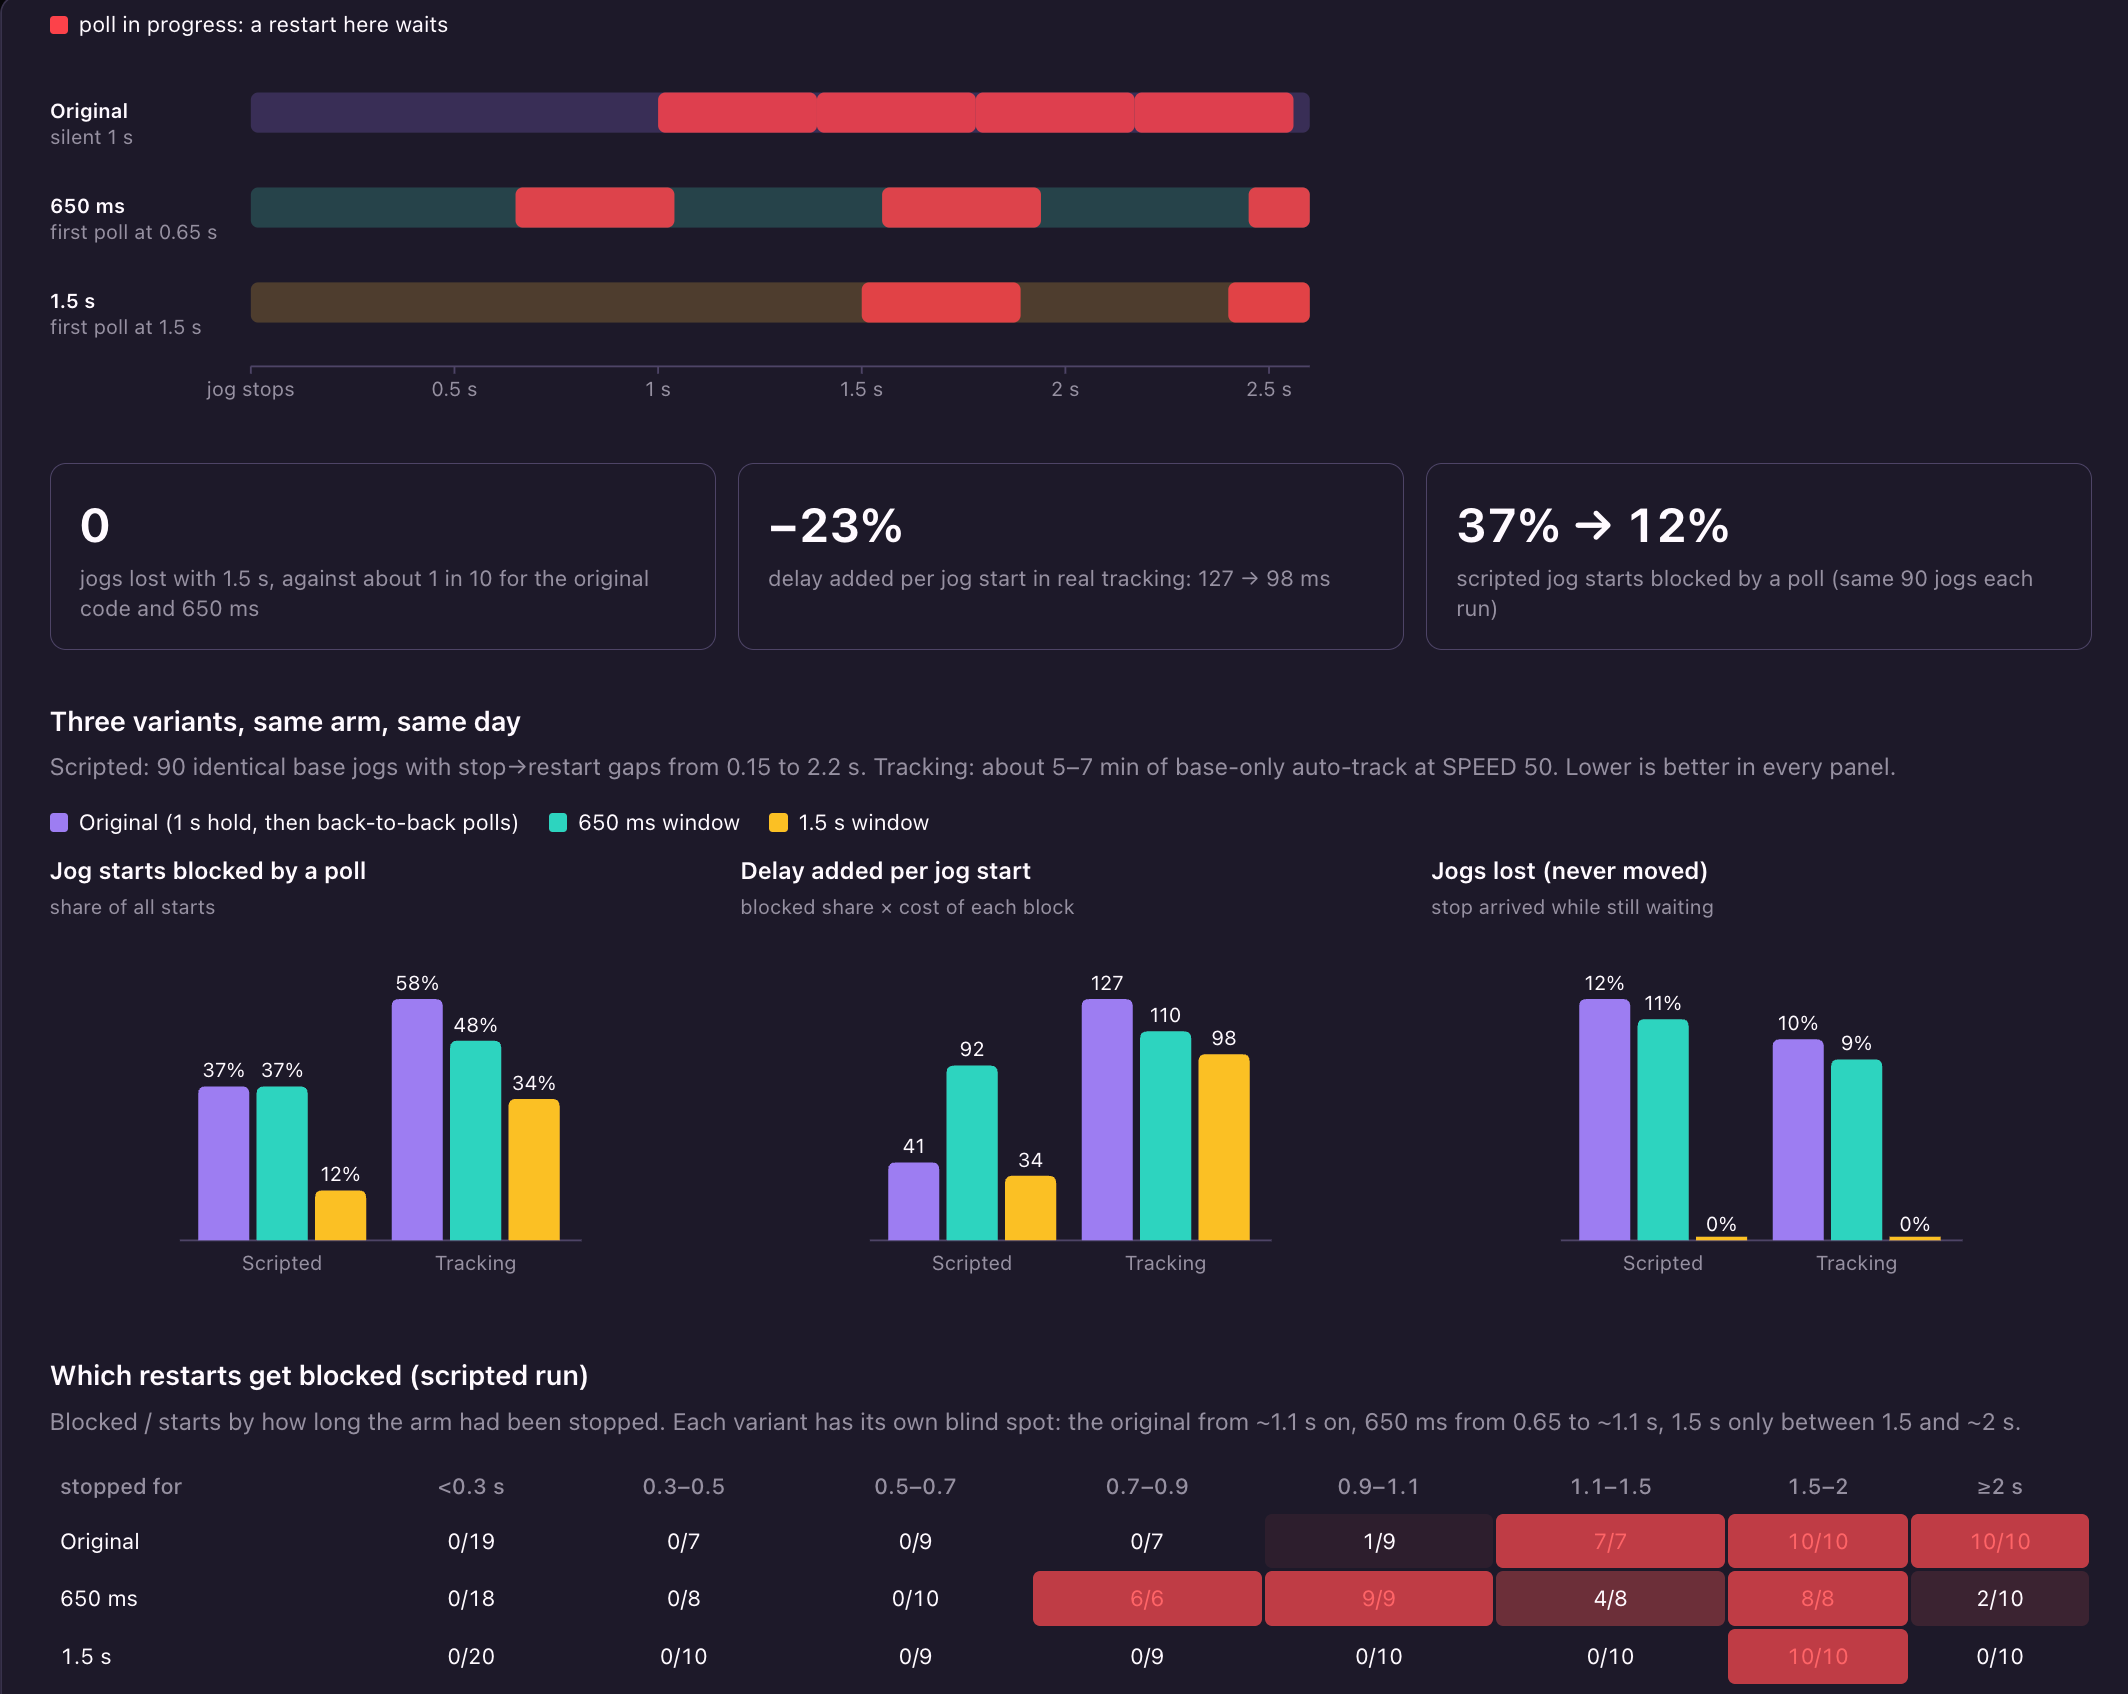 poll in progress: a restart here waits
Original
silent 1 s
650 ms
first poll at 0.65 s
1.5 s
first poll at 1.5 s
jog stops 0.5 s 1 s 1.5 s 2 s 2.5 s
0
jogs lost with 1.5 s, against about 1 in 10 for the original
code and 650 ms
−23%
delay added per jog start in real tracking: 127 → 98 ms
37% → 12%
scripted jog starts blocked by a poll (same 90 jogs each
run)
Three variants, same arm, same day
Scripted: 90 identical base jogs with stop→restart gaps from 0.15 to 2.2 s. Tracking: about 5–7 min of base-only auto-track at SPEED 50. Lower is better in every panel.
Original (1 s hold, then back-to-back polls) 650 ms window 1.5 s window
Jog starts blocked by a poll
share of all starts
37% 37% 12% 58% 48% 34%
Scripted Tracking
Delay added per jog start
blocked share × cost of each block
41 92 34 127 110 98
Scripted Tracking
Jogs lost (never moved)
stop arrived while still waiting
12% 11% 0% 10% 9% 0%
Scripted Tracking
Which restarts get blocked (scripted run)
Blocked / starts by how long the arm had been stopped. Each variant has its own blind spot: the original from ~1.1 s on, 650 ms from 0.65 to ~1.1 s, 1.5 s only between 1.5 and ~2 s.
stopped for <0.3 s 0.3–0.5 0.5–0.7 0.7–0.9 0.9–1.1 1.1–1.5 1.5–2 ≥2 s
Original 0/19 0/7 0/9 0/7 1/9 7/7 10/10 10/10
650 ms 0/18 0/8 0/10 6/6 9/9 4/8 8/8 2/10
1.5 s 0/20 0/10 0/9 0/9 0/10 0/10 10/10 0/10